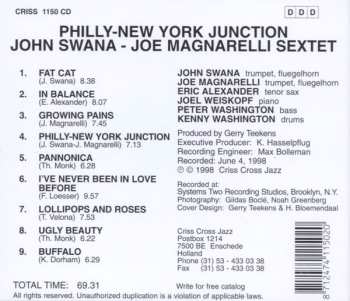 CRISS 1150 CD
D D D
PHILLY-NEW YORK JUNCTION
JOHN SWANA - JOE MAGNARELLI SEXTET
1. FAT CAT
(J. Swana) 8.38
2. IN BALANCE
(E. Alexander) 8.07
3. GROWING PAINS
(J. Magnarelli) 7.45
4. PHILLY-NEW YORK JUNCTION
(J. Swana-J. Magnarelli) 7.13
5. PANNONICA
(Th. Monk) 6.28
6. I'VE NEVER BEEN IN LOVE
BEFORE
(F. Loesser) 9.57
7. LOLLIPOPS AND ROSES
(T. Velona) 7.53
8. UGLY BEAUTY
(Th. Monk) 6.22
9. BUFFALO
(K. Dorham) 6.29
TOTAL TIME: 69.31
JOHN SWANA trumpet, fluegelhorn
JOE MAGNARELLI trumpet, fluegelhorn
ERIC ALEXANDER tenor sax
JOEL WEISKOPF piano
PETER WASHINGTON bass
KENNY WASHINGTON drums
Produced by Gerry Teekens
Executive Producer: K. Hasselpflug
Recording Engineer: Max Bolleman
Recorded: June 4, 1998
℗ © 1998 Criss Cross Jazz
Recorded at:
Systems Two Recording Studios, Brooklyn, N.Y.
Photography: Gildas Boclé, Noah Greenberg
Cover Design: Gerry Teekens & H. Bloemendaal
Criss Cross Jazz
Postbox 1214
7500 BE Enschede
Holland
Phone (31) 53 - 433 03 38
Fax (31) 53 - 433 03 38
Write for free catalog
All rights reserved. Unauthorized duplication is a violation of applicable laws.
8 712474 115020